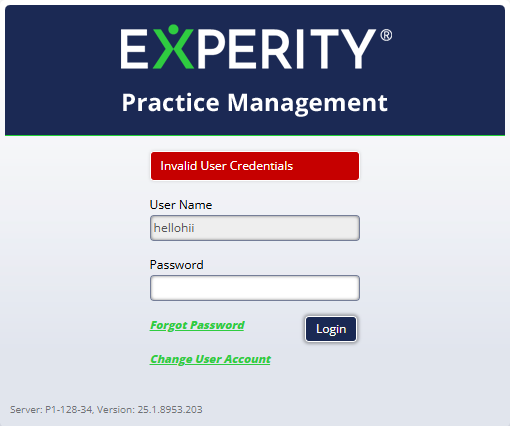 EXPERITY®
Practice Management
Invalid User Credentials
User Name
hellohii
Password
Forgot Password
Login
Change User Account
Server: P1-128-34, Version: 25.1.8953.203